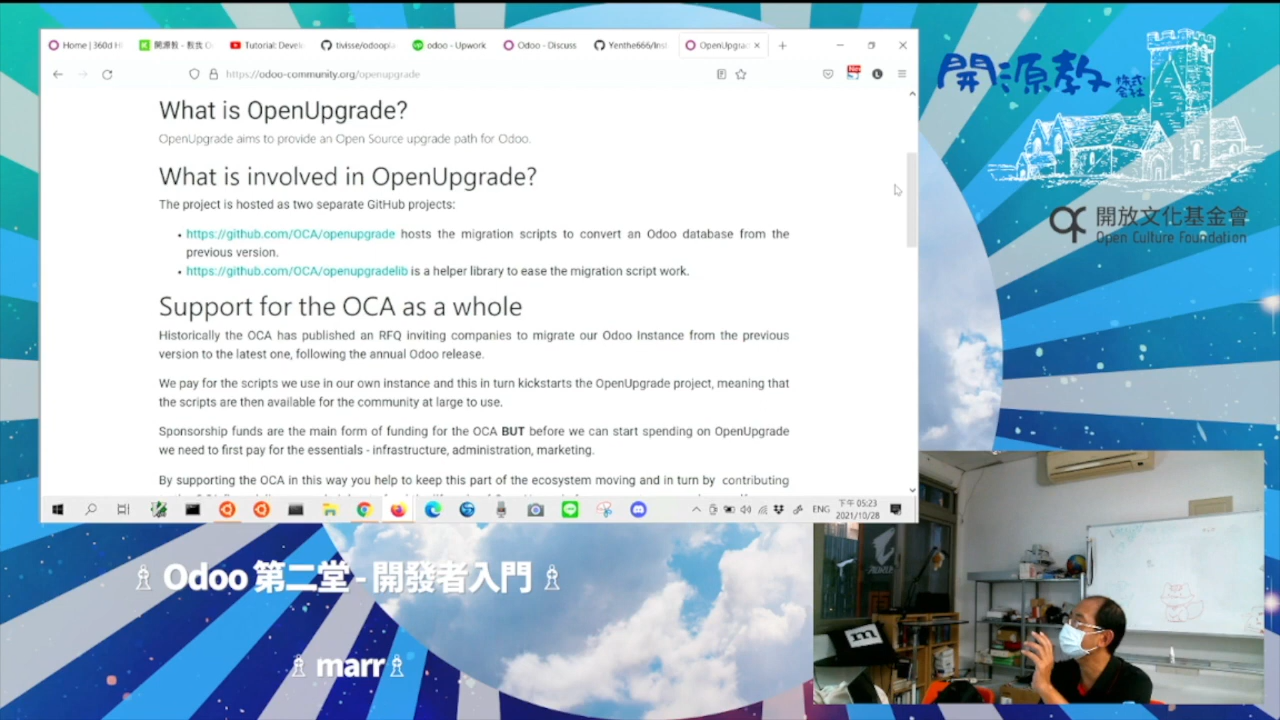 Home | 360d H
開源教 - 教我 O
Tutorial: Devel
tivisse/odoopla
odoo - Upwork
Odoo - Discuss
Yenthe666/Inst
OpenUpgrad
https://odoo-community.org/openupgrade
What is OpenUpgrade?
OpenUpgrade aims to provide an Open Source upgrade path for Odoo.
What is involved in OpenUpgrade?
The project is hosted as two separate GitHub projects:
https://github.com/OCA/openupgrade hosts the migration scripts to convert an Odoo database from the
previous version.
https://github.com/OCA/openupgradelib is a helper library to ease the migration script work.
Support for the OCA as a whole
Historically the OCA has published an RFQ inviting companies to migrate our Odoo Instance from the previous
version to the latest one, following the annual Odoo release.
We pay for the scripts we use in our own instance and this in turn kickstarts the OpenUpgrade project, meaning that
the scripts are then available for the community at large to use.
Sponsorship funds are the main form of funding for the OCA BUT before we can start spending on OpenUpgrade
we need to first pay for the essentials - infrastructure, administration, marketing.
By supporting the OCA in this way you help to keep this part of the ecosystem moving and in turn by contributing
ENG
下午 05:23
2021/10/28
開源教 株式会社
開放文化基金會
Open Culture Foundation
Odoo 第二堂 - 開發者入門
marr